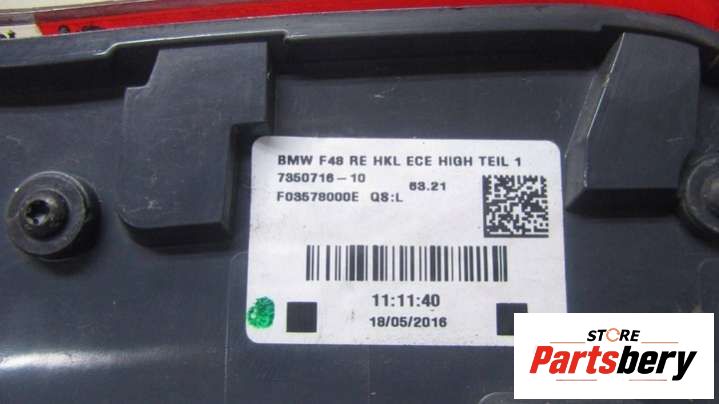 BMW F48 RE HKL ECE HIGH TEIL 1
7350716-10
63.21
F03578000E QS:L
11:11:40
18/05/2016
STORE
Partsbery